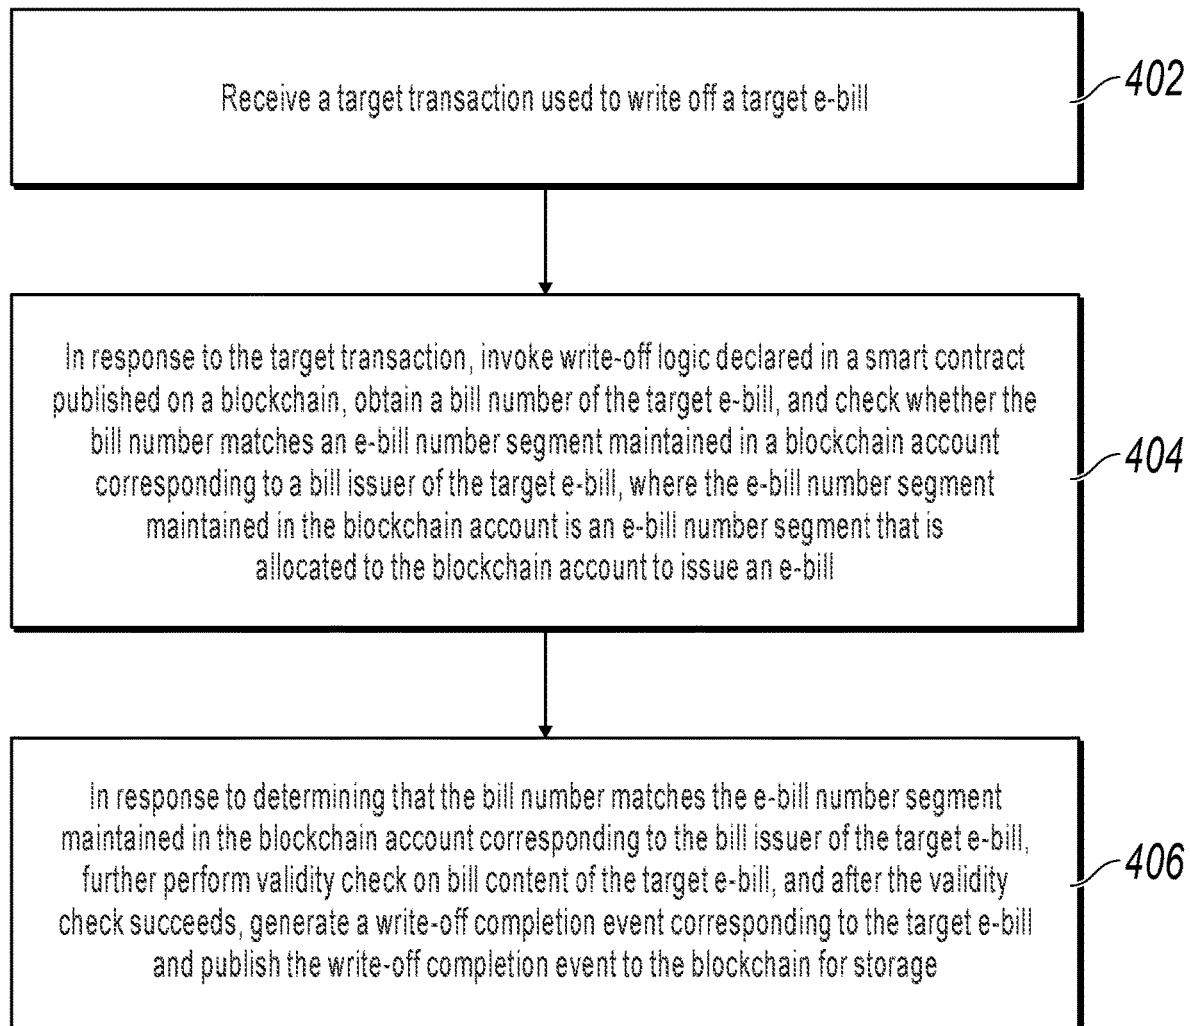 Receive a target transaction used to write off a target e-bill
402
In response to the target transaction, invoke write-off logic declared in a smart contract
published on a blockchain, obtain a bill number of the target e-bill, and check whether the
bill number matches an e-bill number segment maintained in a blockchain account
corresponding to a bill issuer of the target e-bill, where the e-bill number segment
maintained in the blockchain account is an e-bill number segment that is
allocated to the blockchain account to issue an e-bill
404
In response to determining that the bill number matches the e-bill number segment
maintained in the blockchain account corresponding to the bill issuer of the target e-bill,
further perform validity check on bill content of the target e-bill, and after the validity
check succeeds, generate a write-off completion event corresponding to the target e-bill
and publish the write-off completion event to the blockchain for storage
406